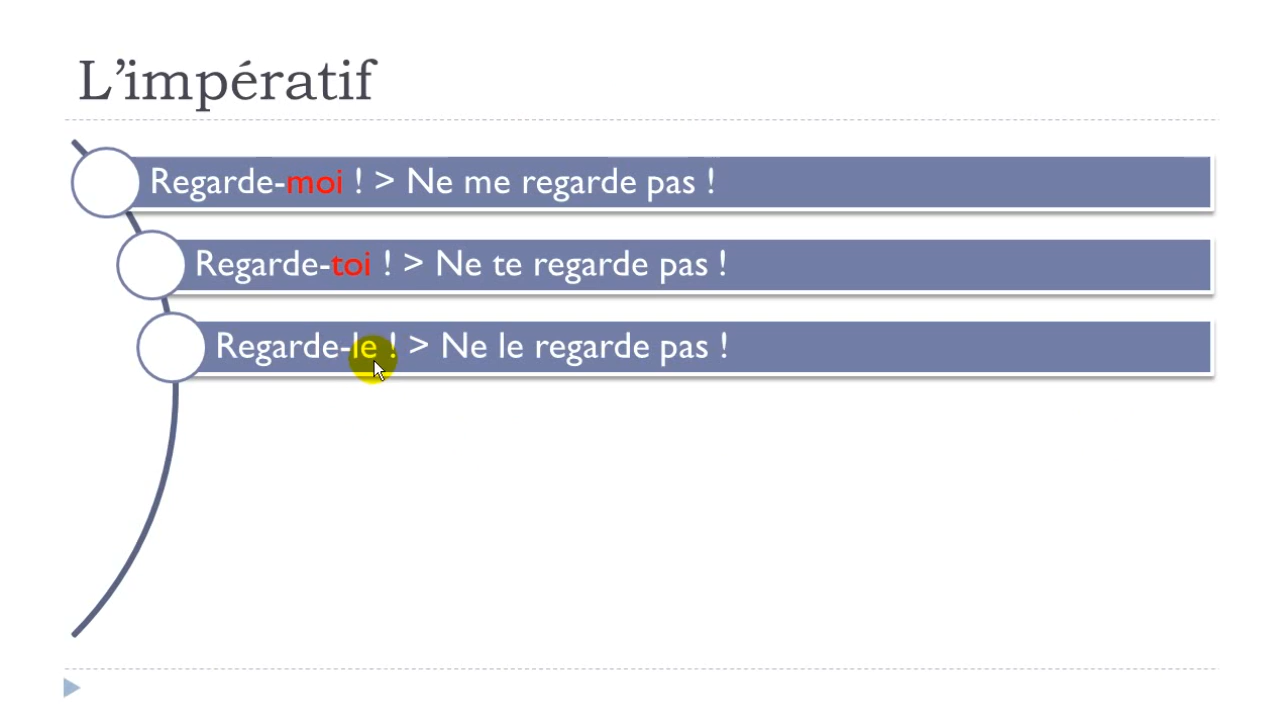 L’impératif
Regarde-moi ! > Ne me regarde pas !
Regarde-toi ! > Ne te regarde pas !
Regarde-le ! > Ne le regarde pas !